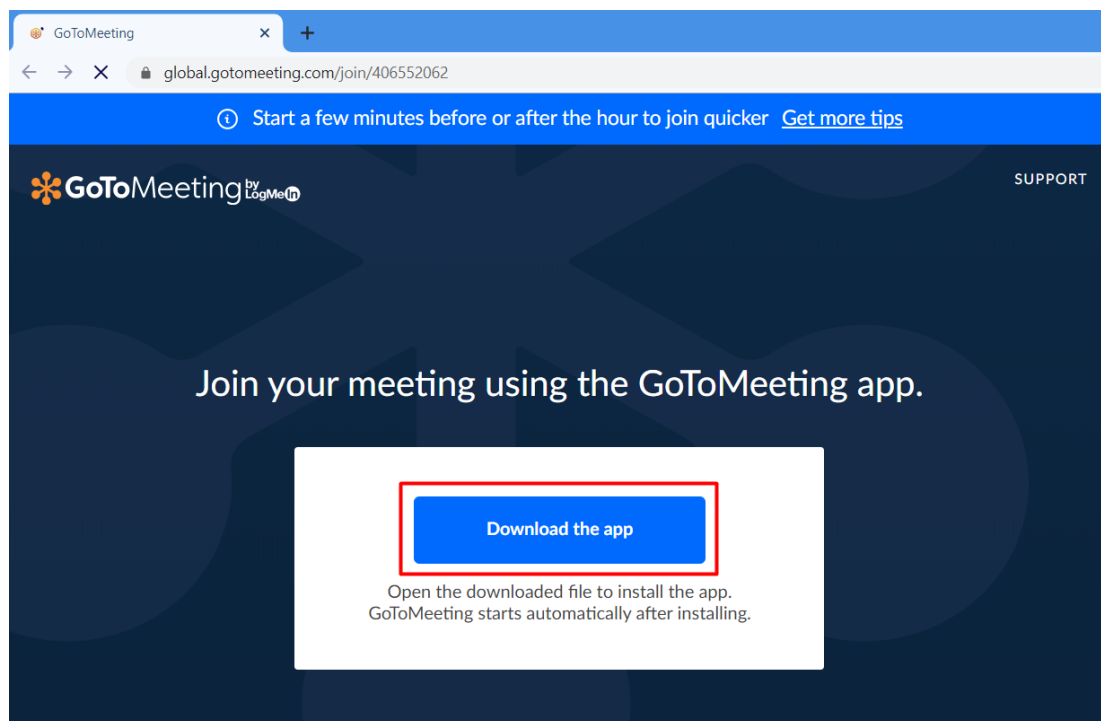 GoToMeeting
global.gotomeeting.com/join/406552062
Start a few minutes before or after the hour to join quicker Get more tips
GoToMeeting by LogMeIn
SUPPORT
Join your meeting using the GoToMeeting app.
Download the app
Open the downloaded file to install the app.
GoToMeeting starts automatically after installing.